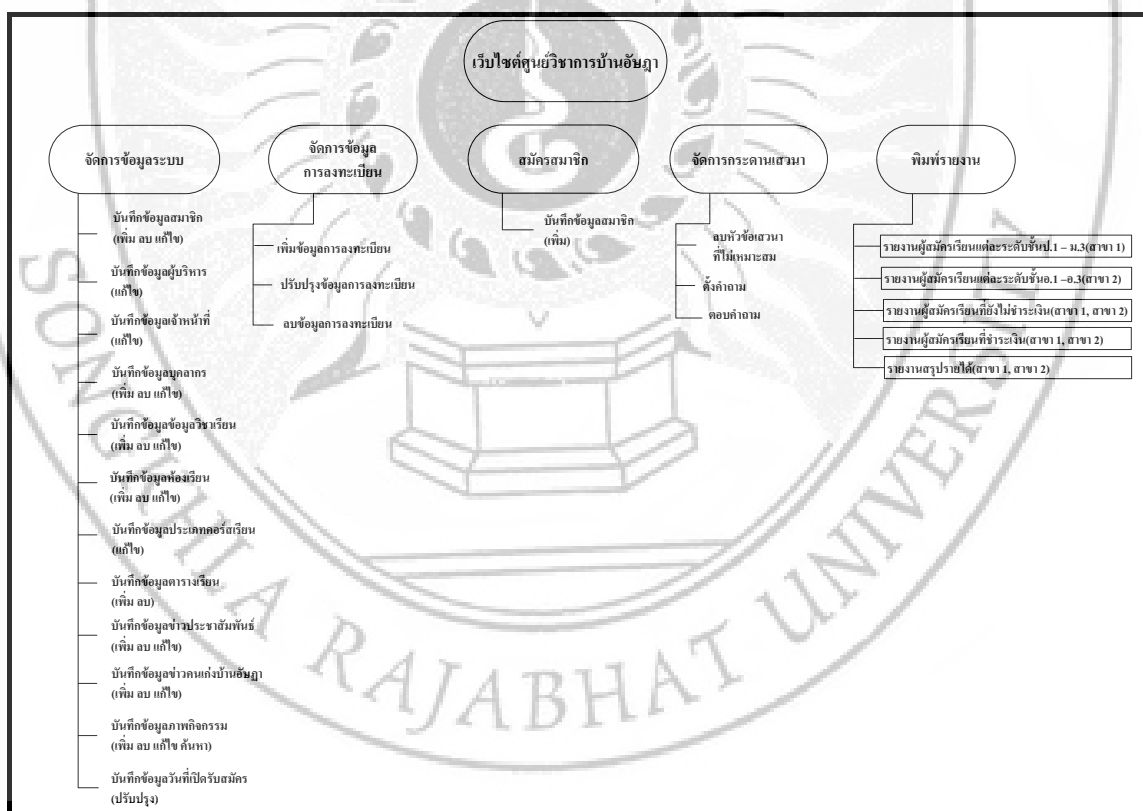 เว็บไซต์ศูนย์วิชาการบ้านอัษฎา
จัดการข้อมูลระบบ
บันทึกข้อมูลสมาชิก
(เพิ่ม ลบ แก้ไข)
บันทึกข้อมูลผู้บริหาร
(แก้ไข)
บันทึกข้อมูลเจ้าหน้าที่
(แก้ไข)
บันทึกข้อมูลบุคลากร
(เพิ่ม ลบ แก้ไข)
บันทึกข้อมูลข้อมูลวิชาเรียน
(เพิ่ม ลบ แก้ไข)
บันทึกข้อมูลห้องเรียน
(เพิ่ม ลบ แก้ไข)
บันทึกข้อมูลประเภทคอร์สเรียน
(แก้ไข)
บันทึกข้อมูลตารางเรียน
(เพิ่ม ลบ)
บันทึกข้อมูลข่าวประชาสัมพันธ์
(เพิ่ม ลบ แก้ไข)
บันทึกข้อมูลข่าวคนเก่งบ้านอัษฎา
(เพิ่ม ลบ แก้ไข)
บันทึกข้อมูลภาพกิจกรรม
(เพิ่ม ลบ แก้ไข ค้นหา)
บันทึกข้อมูลวันที่เปิดรับสมัคร
(ปรับปรุง)
จัดการข้อมูล
การลงทะเบียน
เพิ่มข้อมูลการลงทะเบียน
ปรับปรุงข้อมูลการลงทะเบียน
ลบข้อมูลการลงทะเบียน
สมัครสมาชิก
บันทึกข้อมูลสมาชิก
(เพิ่ม)
จัดการกระดานเสวนา
ลบหัวข้อเสวนา
ที่ไม่เหมาะสม
ตั้งคำถาม
ตอบคำถาม
พิมพ์รายงาน
รายงานผู้สมัครเรียนแต่ละระดับชั้นป.1 – ม.3(สาขา 1)
รายงานผู้สมัครเรียนแต่ละระดับชั้นอ.1 –อ.3(สาขา 2)
รายงานผู้สมัครเรียนที่ยังไม่ชำระเงิน(สาขา 1, สาขา 2)
รายงานผู้สมัครเรียนที่ชำระเงิน(สาขา 1, สาขา 2)
รายงานสรุปรายได้(สาขา 1, สาขา 2)
SONGKHLA RAJABHAT UNIVERSITY